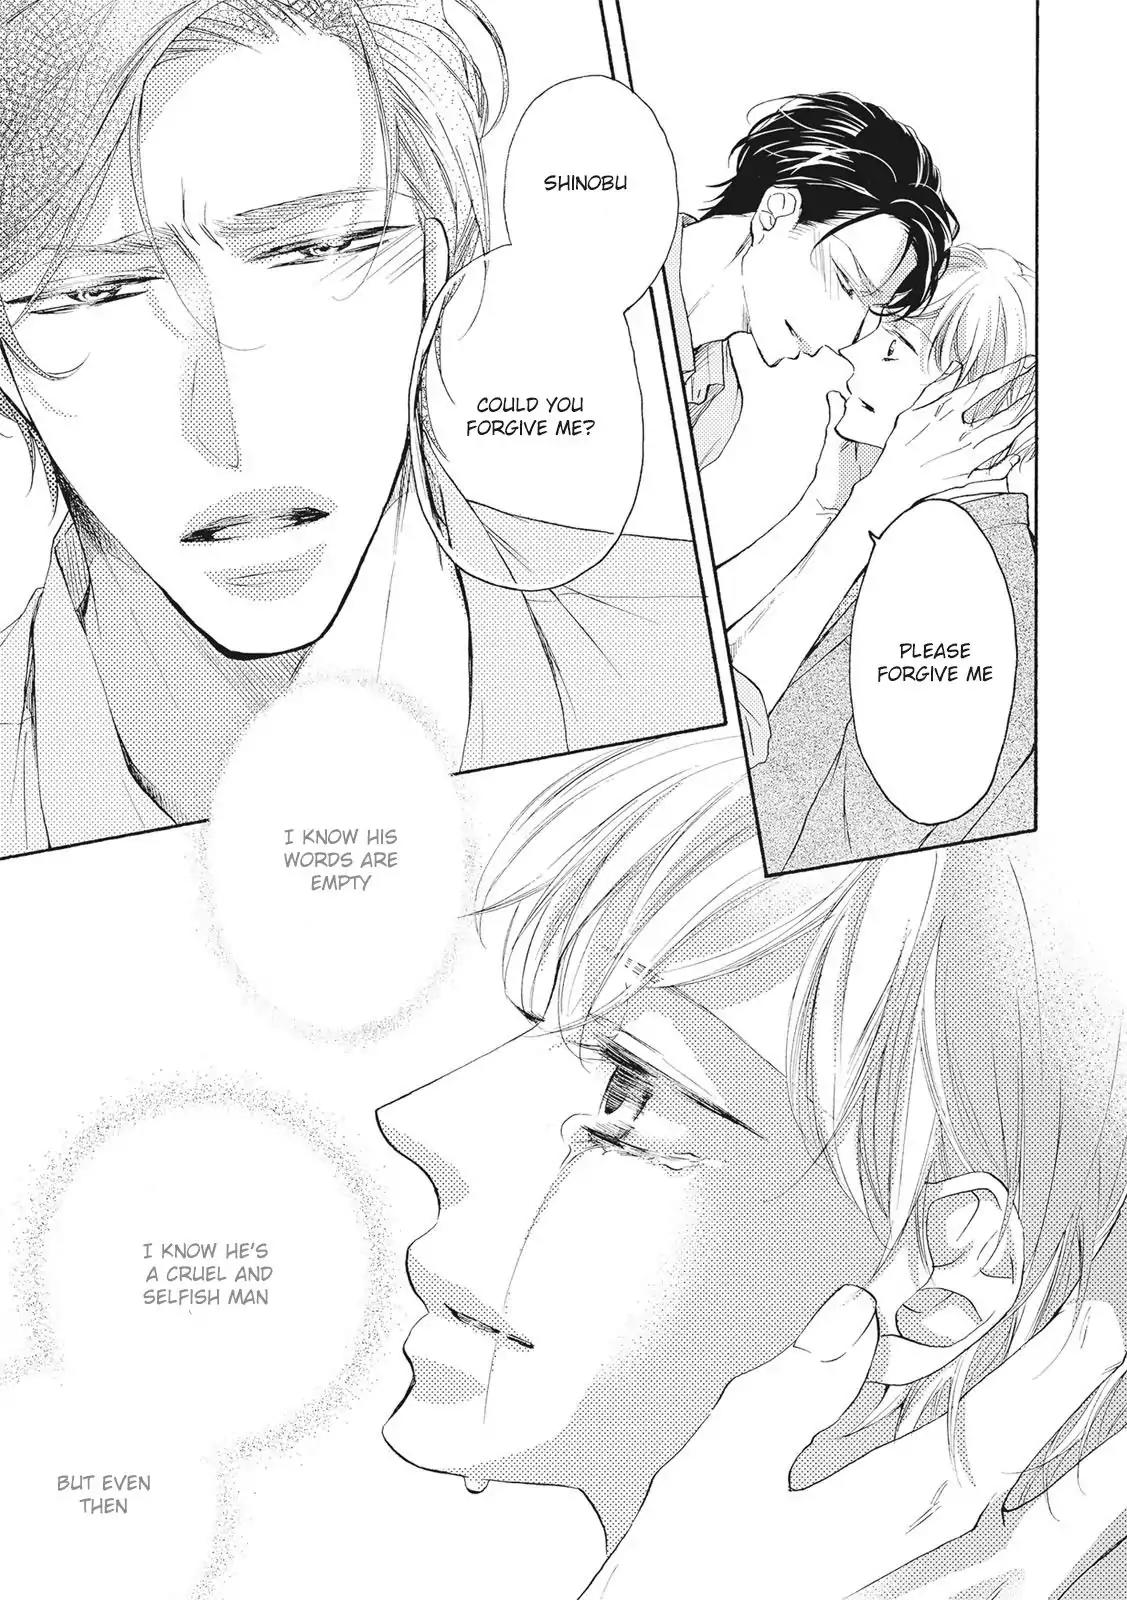 PLEASE
FORGIVE ME
SHINOBU
COULD YOU
FORGIVE ME?
I KNOW HIS
WORDS ARE
EMPTY
I KNOW HE'S
A CRUEL AND
SELFISH MAN
BUT EVEN
THEN